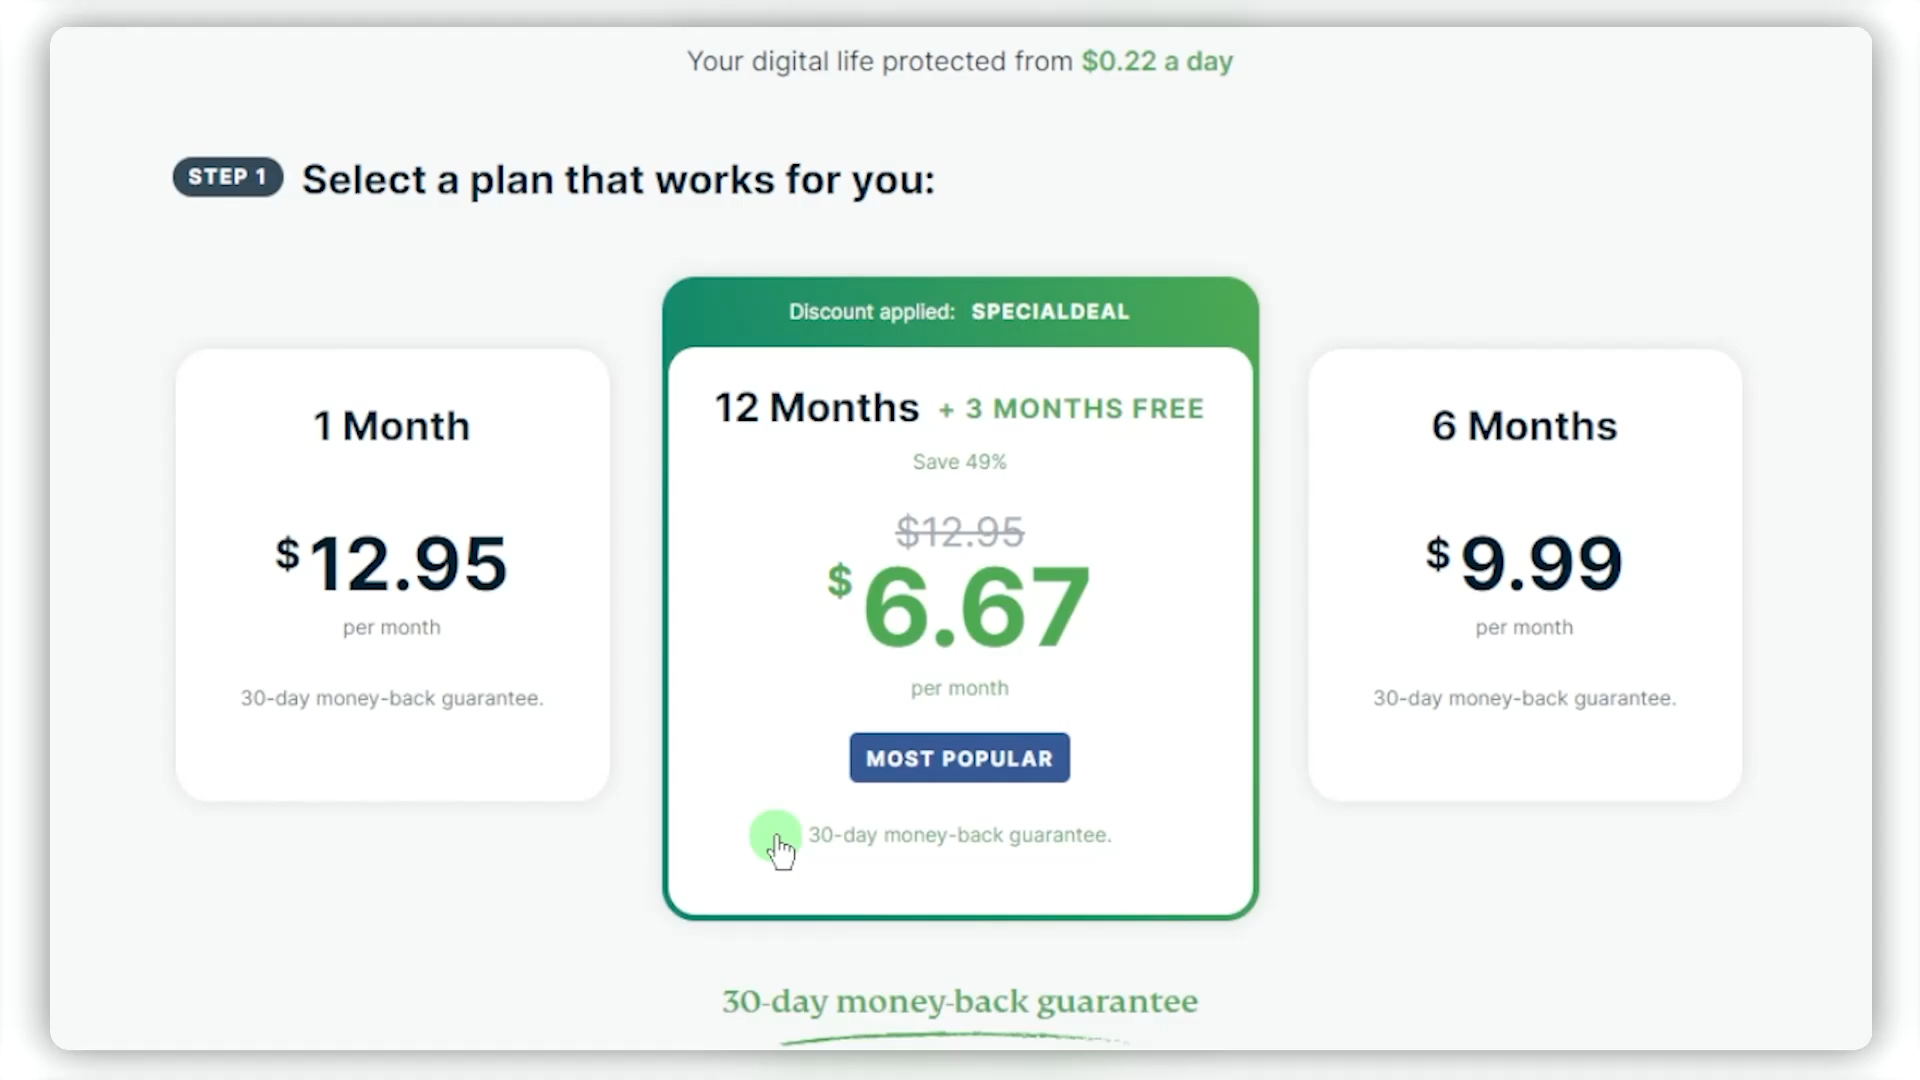 Your digital life protected from $0.22 a day
STEP 1 Select a plan that works for you:
1 Month
$12.95
per month
30-day money-back guarantee.
Discount applied: SPECIALDEAL
12 Months + 3 MONTHS FREE
Save 49%
$12.95
$6.67
per month
MOST POPULAR
30-day money-back guarantee.
6 Months
$9.99
per month
30-day money-back guarantee.
30-day money-back guarantee